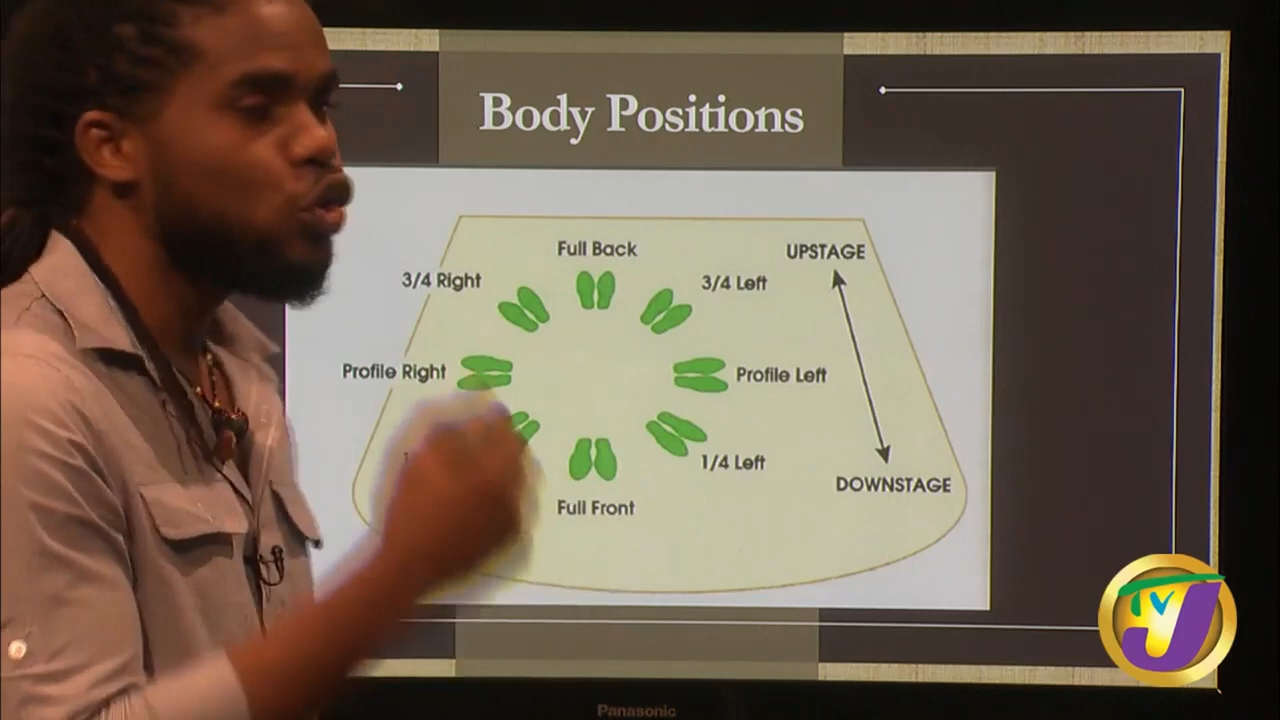 Body Positions
Full Back
UPSTAGE
3/4 Right
3/4 Left
Profile Right
Profile Left
1/4 Left
DOWNSTAGE
Full Front
TVJ
Panasonic